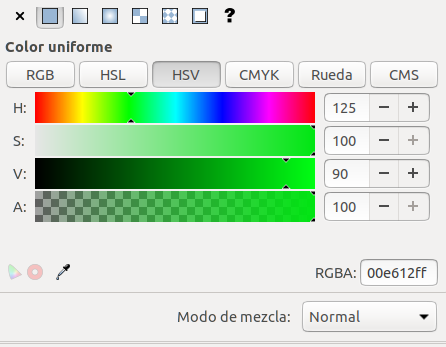 × ?
Color uniforme
RGB HSL HSV CMYK Rueda CMS
H: 125 − +
S: 100 − +
V: 90 − +
A: 100 − +
RGBA: 00e612ff
Modo de mezcla: Normal